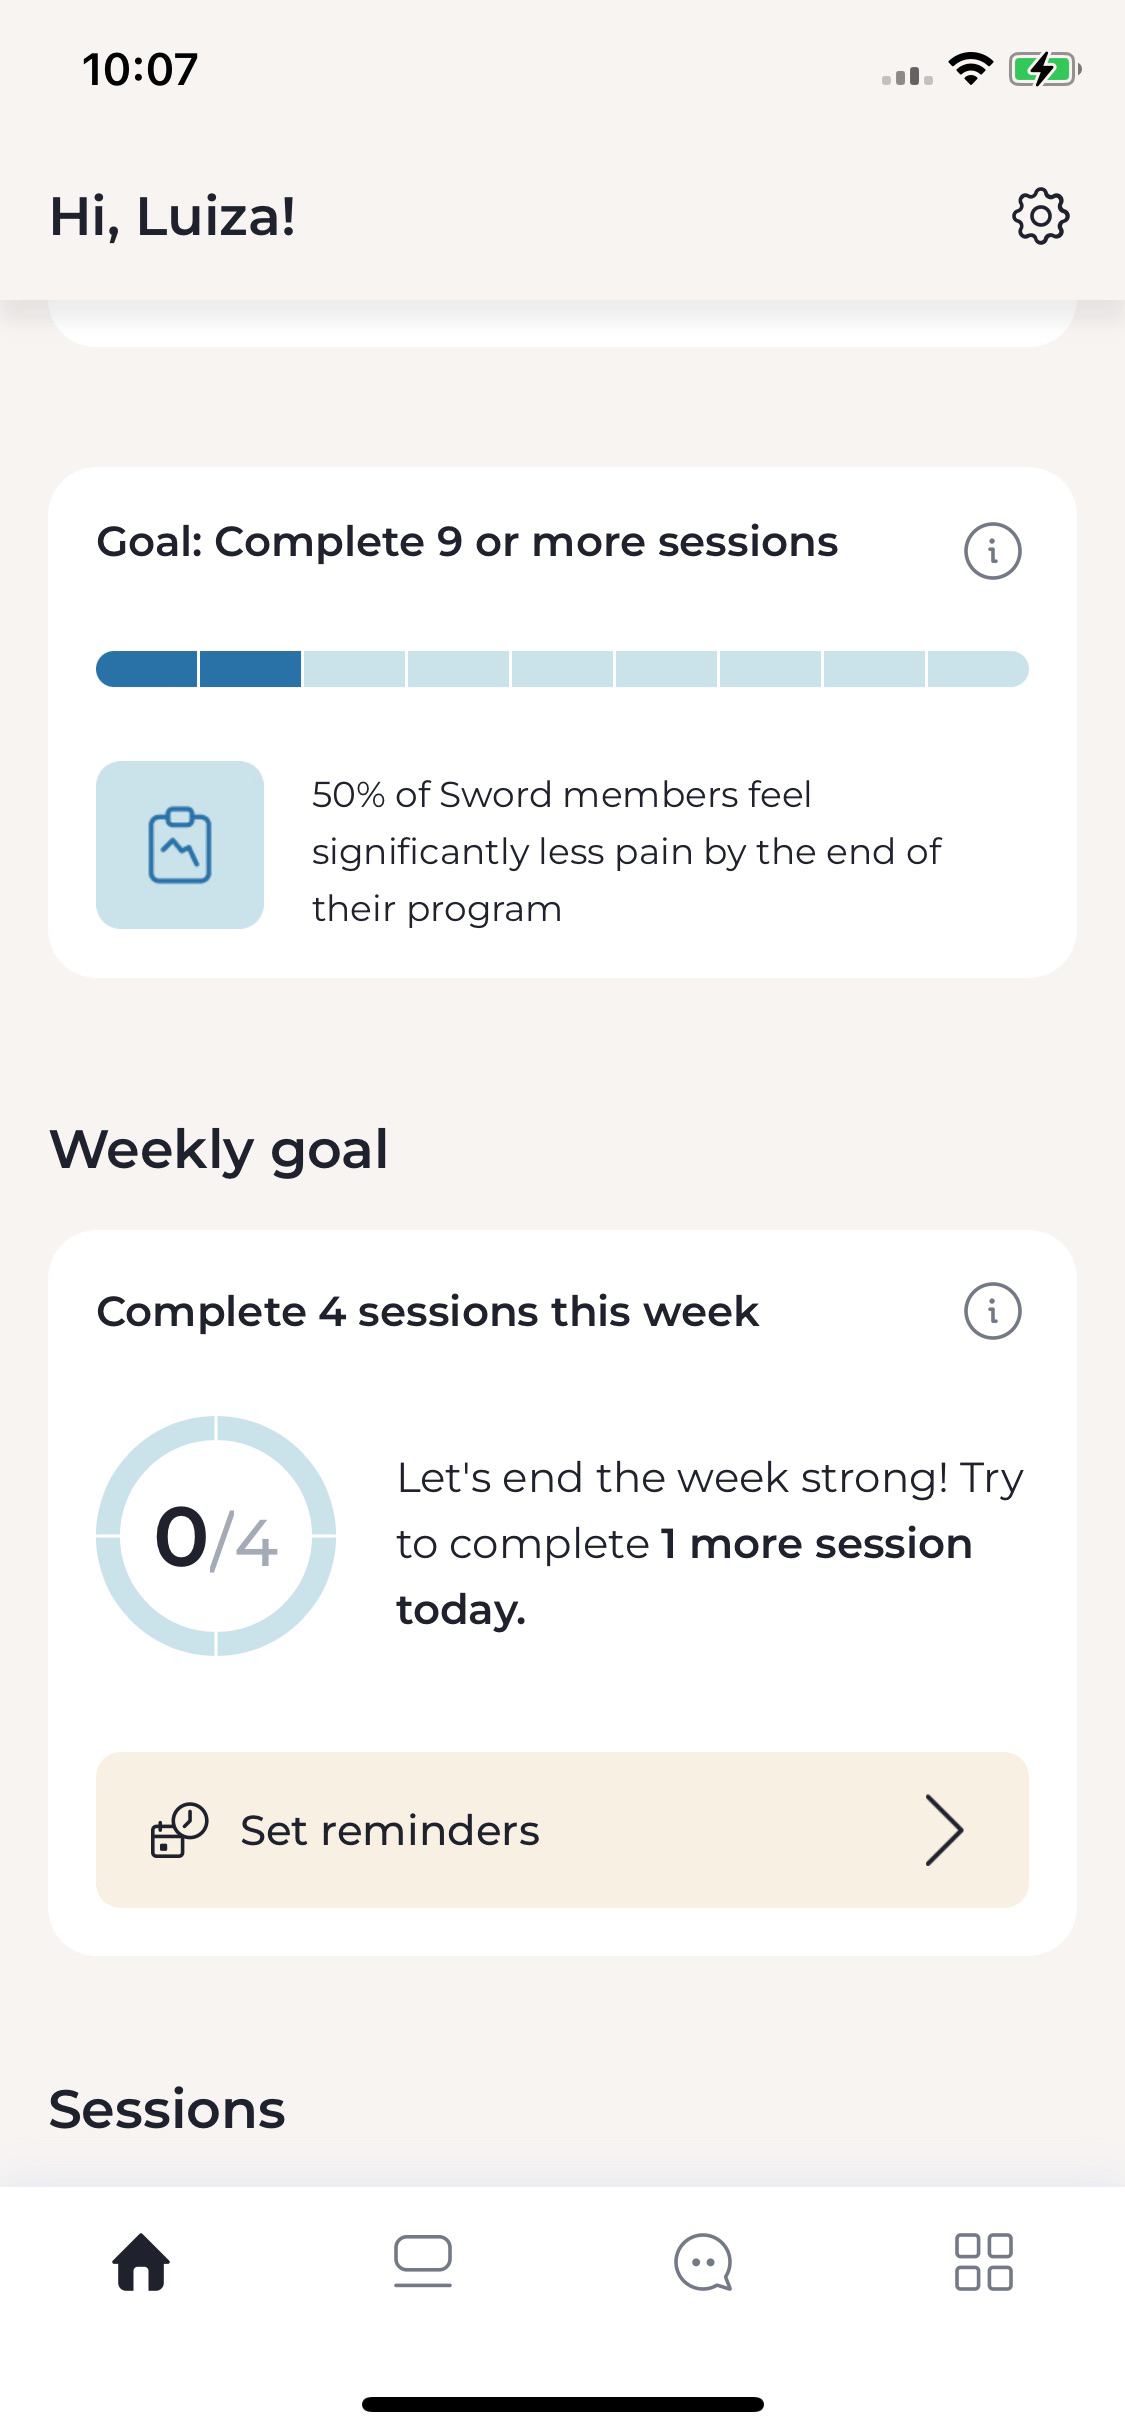 10:07
Hi, Luiza!
Goal: Complete 9 or more sessions
50% of Sword members feel
significantly less pain by the end of
their program
Weekly goal
Complete 4 sessions this week
0/4
Let's end the week strong! Try
to complete 1 more session
today.
Set reminders
Sessions